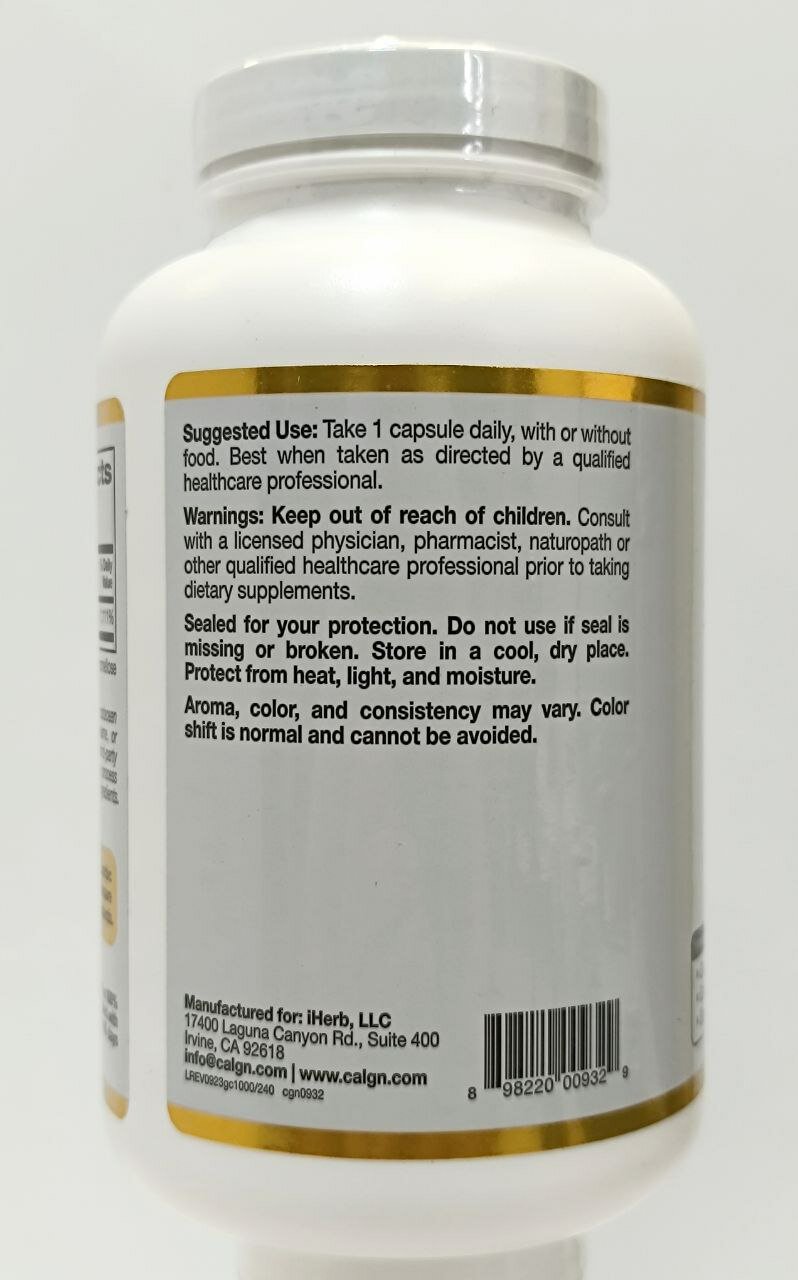 Suggested Use: Take 1 capsule daily, with or without
food. Best when taken as directed by a qualified
healthcare professional.
Warnings: Keep out of reach of children. Consult
with a licensed physician, pharmacist, naturopath or
other qualified healthcare professional prior to taking
dietary supplements.
Sealed for your protection. Do not use if seal is
missing or broken. Store in a cool, dry place.
Protect from heat, light, and moisture.
Aroma, color, and consistency may vary. Color
shift is normal and cannot be avoided.
Manufactured for: iHerb, LLC
17400 Laguna Canyon Rd., Suite 400
Irvine, CA 92618
info@calgn.com | www.calgn.com
LREV0923gc1000/240 cgn0932
8 98220 00932 9
Daily
Value
or